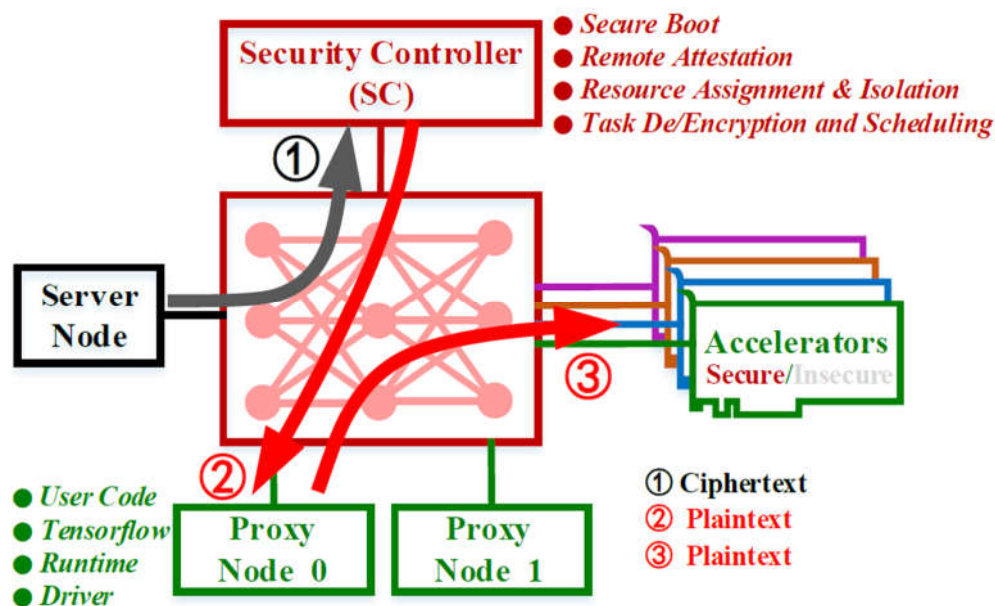 Security Controller
(SC)
● Secure Boot
● Remote Attestation
● Resource Assignment & Isolation
● Task De/Encryption and Scheduling
①
Server
Node
Accelerators
Secure/Insecure
③
②
● User Code
● Tensorflow
● Runtime
● Driver
Proxy
Node 0
Proxy
Node 1
① Ciphertext
② Plaintext
③ Plaintext